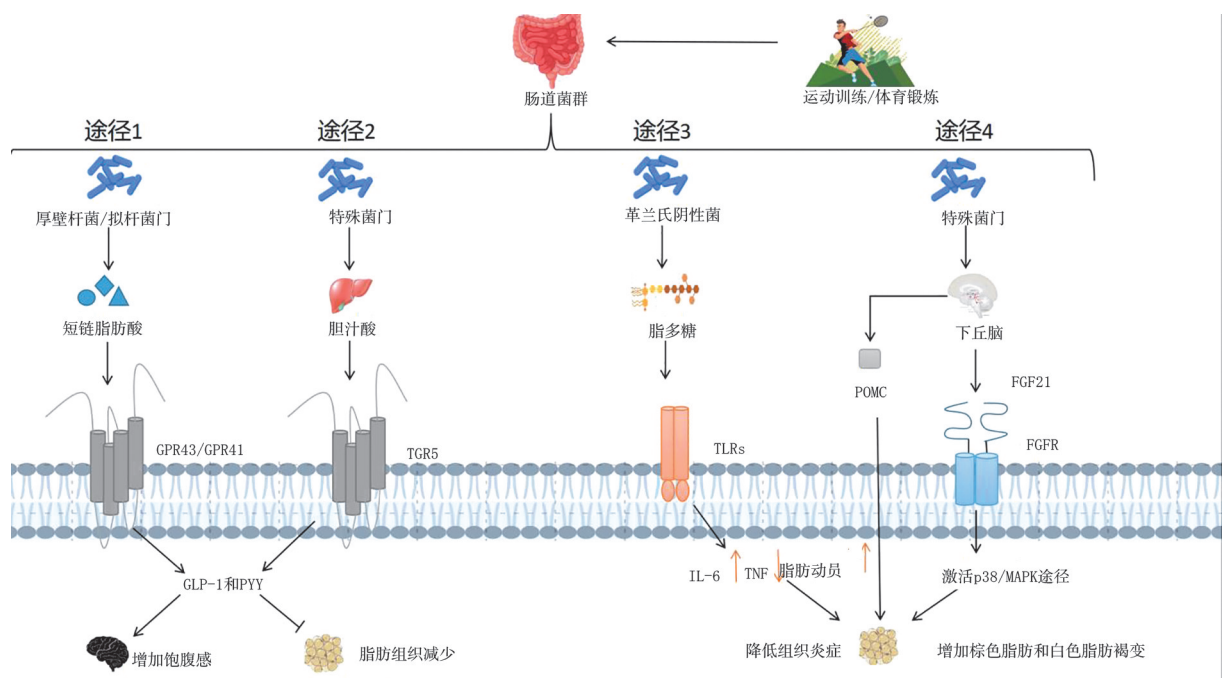 肠道菌群
运动训练/体育锻炼
途径1
途径2
途径3
途径4
厚壁杆菌/拟杆菌门
特殊菌门
革兰氏阴性菌
特殊菌门
短链脂肪酸
胆汁酸
脂多糖
下丘脑
POMC
FGF21
GPR43/GPR41
TGR5
TLRs
FGFR
GLP-1和PYY
IL-6
TNF
脂肪动员
激活p38/MAPK途径
增加饱腹感
脂肪组织减少
降低组织炎症
增加棕色脂肪和白色脂肪褐变